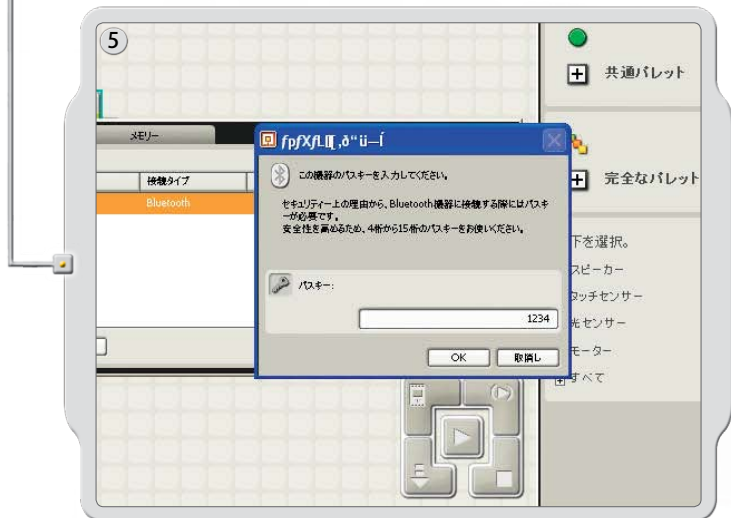 5
共通パレット
メモリー
接続タイプ
Bluetooth
この機器のパスキーを入力してください。
セキュリティー上の理由から、Bluetooth機器に接続する際にはパスキ
ーが必要です。
安全性を高めるため、4桁から15桁のパスキーをお使いください。
パスキー:
1234
OK
取消し
完全なパレット
下を選択。
スピーカー
タッチセンサー
光センサー
モーター
すべて